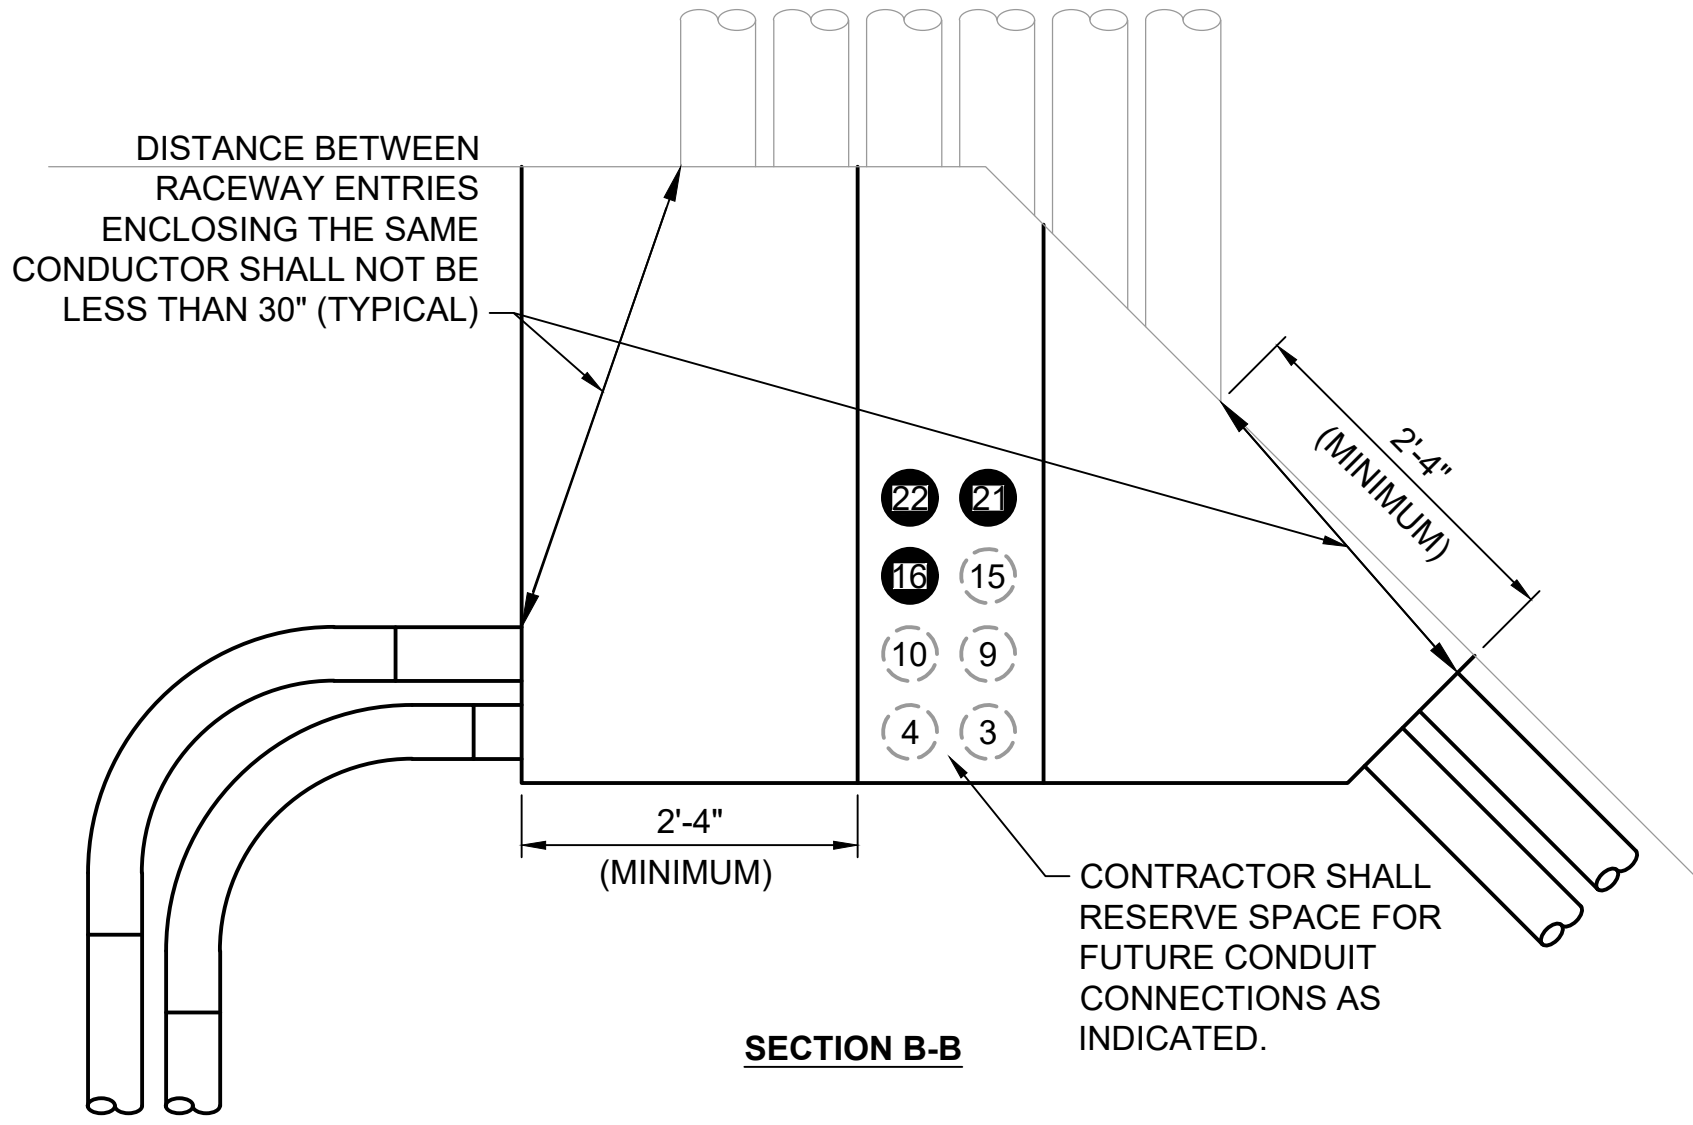 DISTANCE BETWEEN
RACEWAY ENTRIES
ENCLOSING THE SAME
CONDUCTOR SHALL NOT BE
LESS THAN 30" (TYPICAL)
2'-4"
(MINIMUM)
22 21
16 15
10 9
4 3
2'-4"
(MINIMUM)
CONTRACTOR SHALL
RESERVE SPACE FOR
FUTURE CONDUIT
CONNECTIONS AS
INDICATED.
SECTION B-B